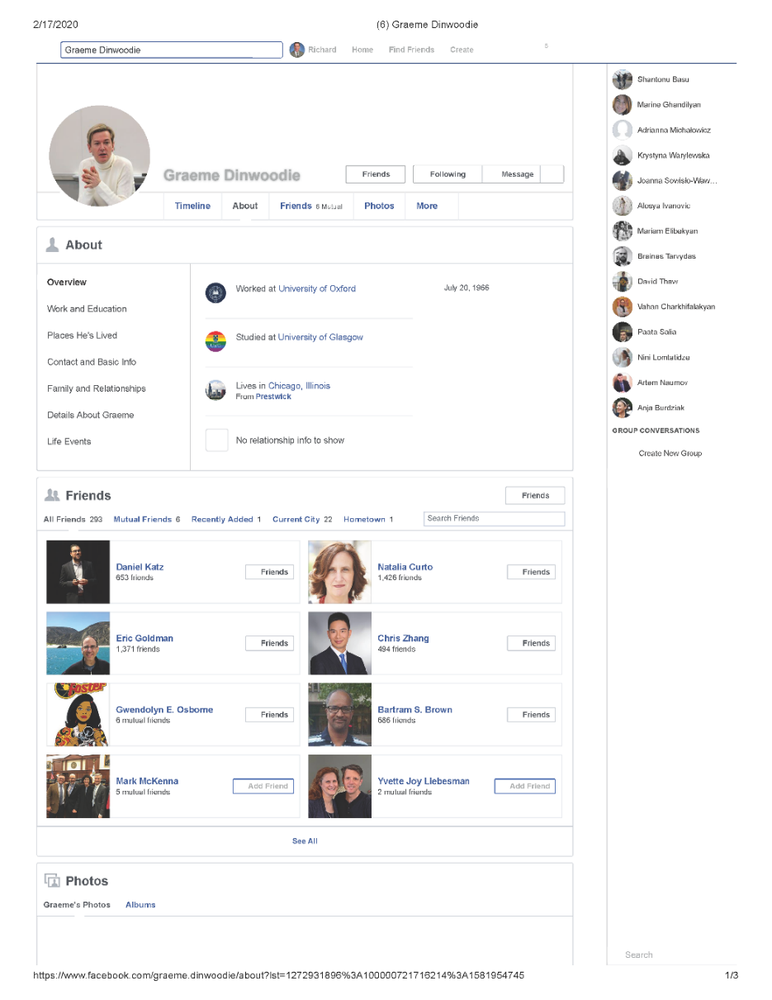 2/17/2020 (6) Graeme Dinwoodie
Graeme Dinwoodie Richard Home Find Friends Create 5
Graeme Dinwoodie Friends Following Message
Timeline About Friends 6 Mutual Photos More
About
Overview
Work and Education
Places He's Lived
Contact and Basic Info
Family and Relationships
Details About Graeme
Life Events
Worked at University of Oxford July 20, 1966
Studied at University of Glasgow
Lives in Chicago, Illinois
From Prestwick
No relationship info to show
Friends Friends
All Friends 293 Mutual Friends 6 Recently Added 1 Current City 22 Hometown 1 Search Friends
Daniel Katz
653 friends
Friends
Natalia Curto
1,426 friends
Friends
Eric Goldman
1,371 friends
Friends
Chris Zhang
494 friends
Friends
Foster
Gwendolyn E. Osborne
6 mutual friends
Friends
Bartram S. Brown
686 friends
Friends
Mark McKenna
5 mutual friends
Add Friend
Yvette Joy Liebesman
2 mutual friends
Add Friend
See All
Photos
Graeme's Photos Albums
Shantonu Basu
Marine Ghandilyan
Adrianna Michałowicz
Krystyna Warylewska
Joanna Sowisło-Waw...
Alosya Ivanovic
Mariam Elibekyan
Brainas Tarvydas
David Thaw
Vahan Charkhifalakyan
Paata Salia
Nini Lomtatidze
Artem Naumov
Anja Burdziak
GROUP CONVERSATIONS
Create New Group
Search
https://www.facebook.com/graeme.dinwoodie/about?lst=1272931896%3A100000721716214%3A1581954745 1/3